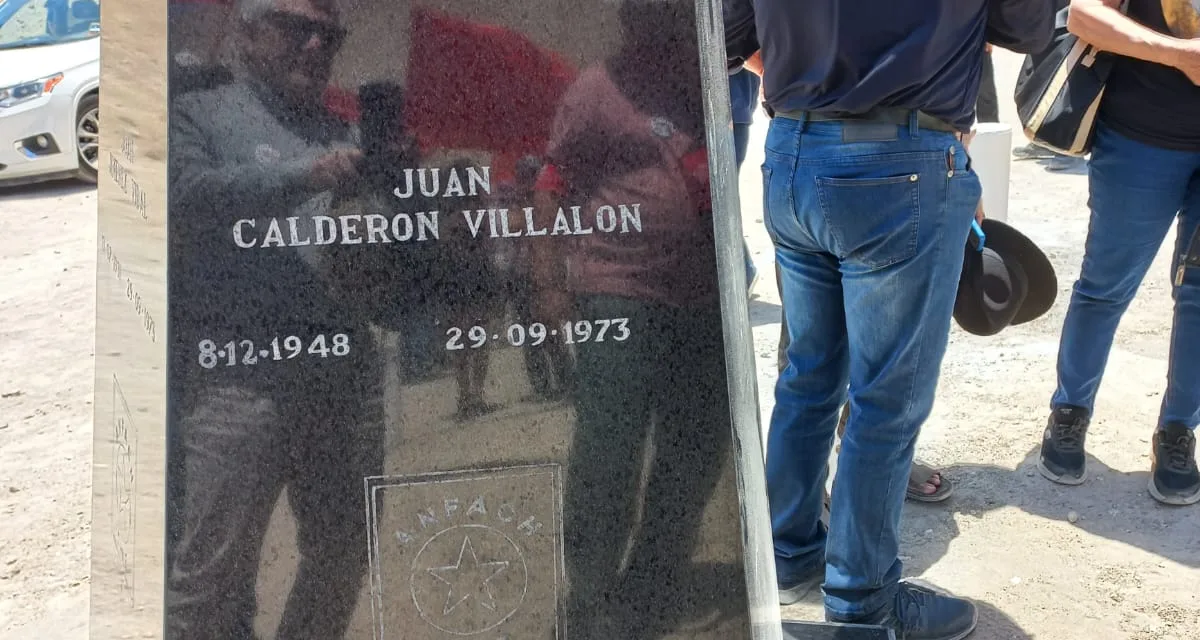 JUAN
CALDERON VILLALON
8·12·1948
29·09·1973
ANFACH